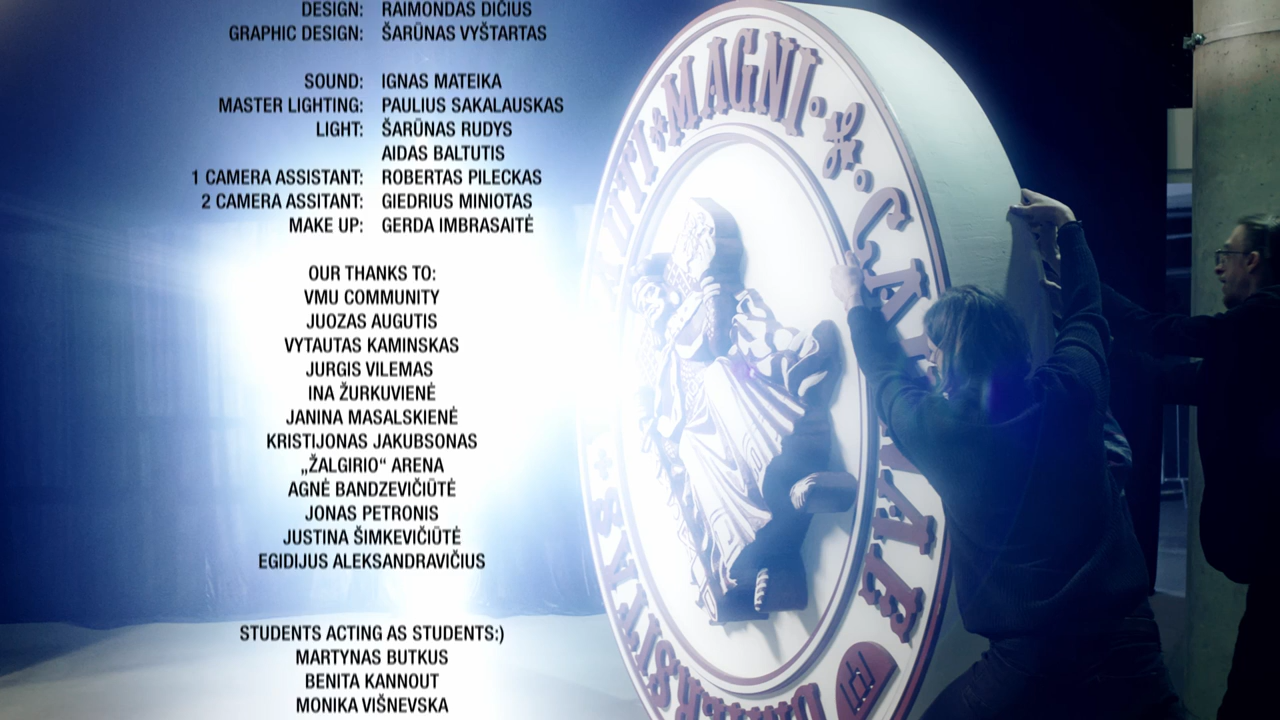 DESIGN: RAIMONDAS DIČIUS
GRAPHIC DESIGN: ŠARŪNAS VYŠTARTAS
SOUND: IGNAS MATEIKA
MASTER LIGHTING: PAULIUS SAKALAUSKAS
LIGHT: ŠARŪNAS RUDYS
AIDAS BALTUTIS
1 CAMERA ASSISTANT: ROBERTAS PILECKAS
2 CAMERA ASSITANT: GIEDRIUS MINIOTAS
MAKE UP: GERDA IMBRASAITĖ
OUR THANKS TO:
VMU COMMUNITY
JUOZAS AUGUTIS
VYTAUTAS KAMINSKAS
JURGIS VILEMAS
INA ŽURKUVIENĖ
JANINA MASALSKIENĖ
KRISTIJONAS JAKUBSONAS
„ŽALGIRIO“ ARENA
AGNĖ BANDZEVIČIŪTĖ
JONAS PETRONIS
JUSTINA ŠIMKEVIČIŪTĖ
EGIDIJUS ALEKSANDRAVIČIUS
STUDENTS ACTING AS STUDENTS:)
MARTYNAS BUTKUS
BENITA KANNOUT
MONIKA VIŠNEVSKA
MAGNI